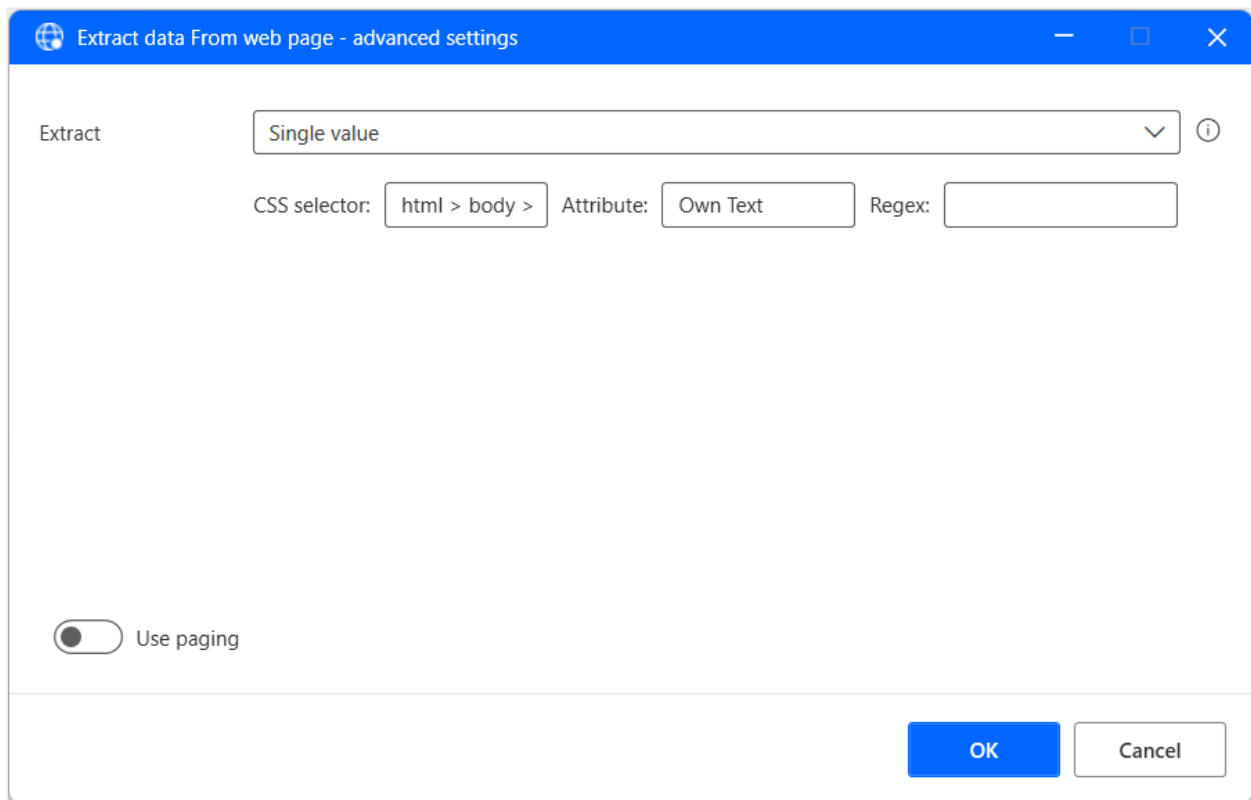 Extract data From web page - advanced settings
Extract Single value
CSS selector: html > body > Attribute: Own Text Regex:
Use paging
OK Cancel